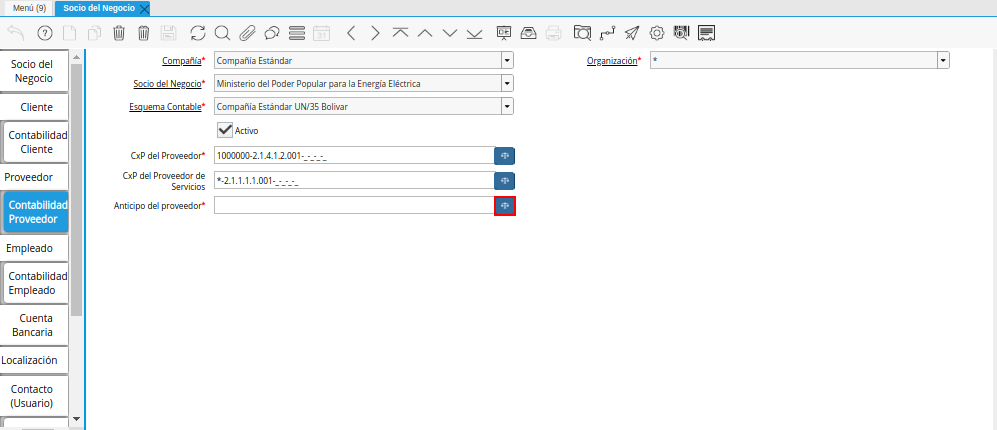 Menú (9)
Socio del Negocio
Socio del
Negocio
Cliente
Contabilidad
Cliente
Proveedor
Contabilidad
Proveedor
Empleado
Contabilidad
Empleado
Cuenta
Bancaria
Localización
Contacto
(Usuario)
Compañía* Compañía Estándar
Organización* *
Socio del Negocio* Ministerio del Poder Popular para la Energía Eléctrica
Esquema Contable* Compañía Estándar UN/35 Bolivar
Activo
CxP del Proveedor* 1000000-2.1.4.1.2.001-_-_-_-_
CxP del Proveedor de
Servicios
*-2.1.1.1.1.001-_-_-_-_
Anticipo del proveedor*